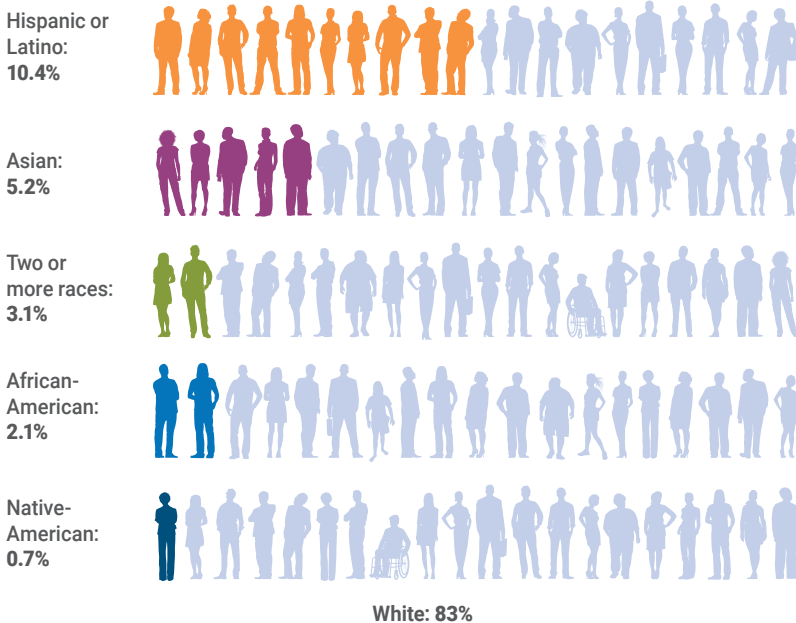 Hispanic or
Latino:
10.4%
Asian:
5.2%
Two or
more races:
3.1%
African-
American:
2.1%
Native-
American:
0.7%
White: 83%